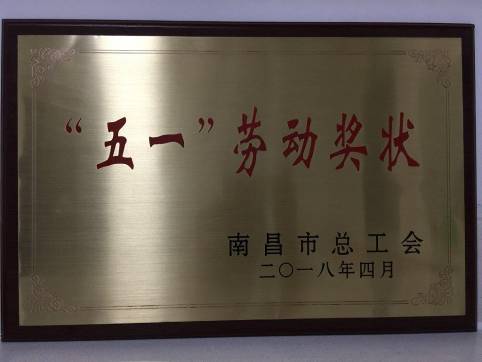 “五一”劳动奖状
南昌市总工会
二〇一八年四月